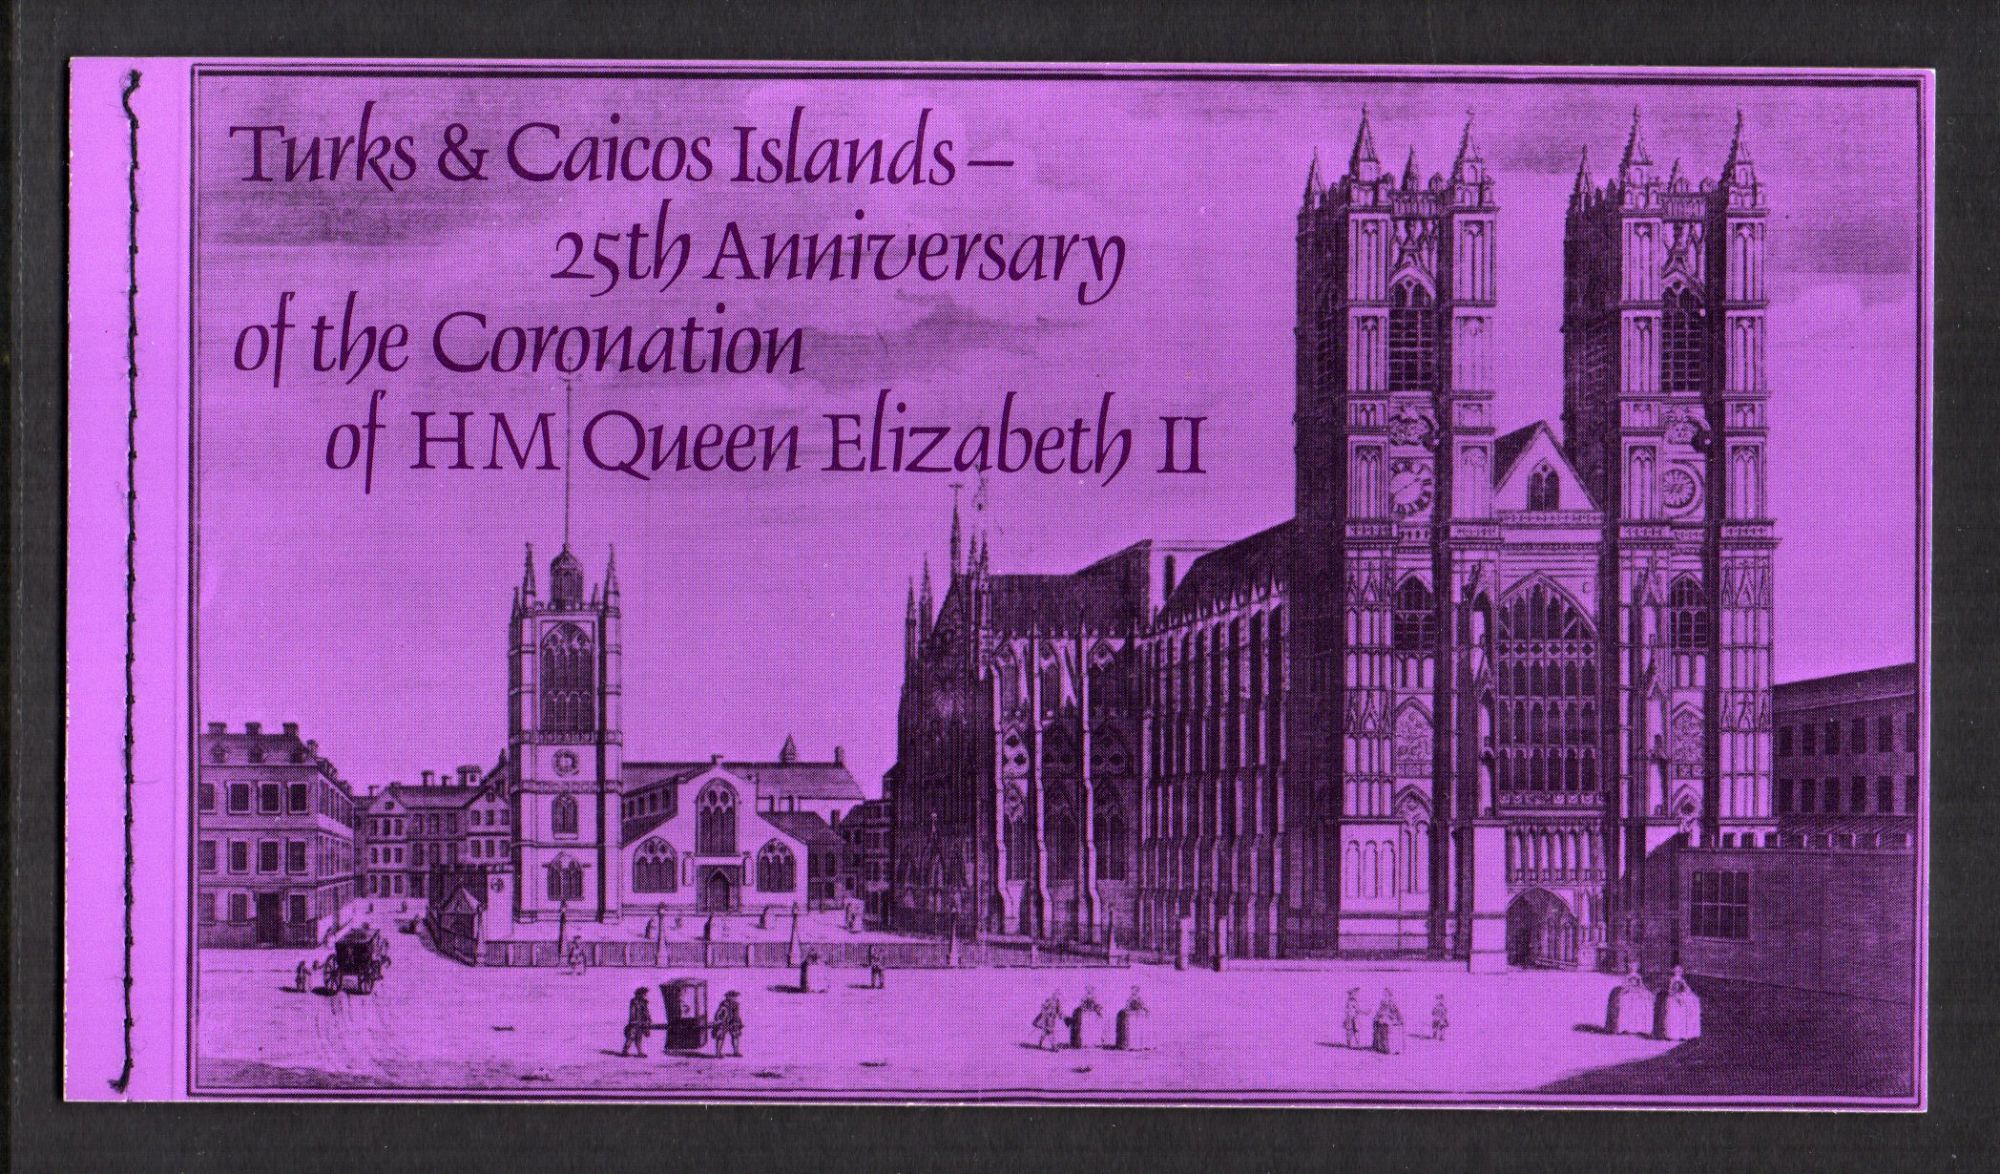 Turks & Caicos Islands –
25th Anniversary
of the Coronation
of HM Queen Elizabeth II